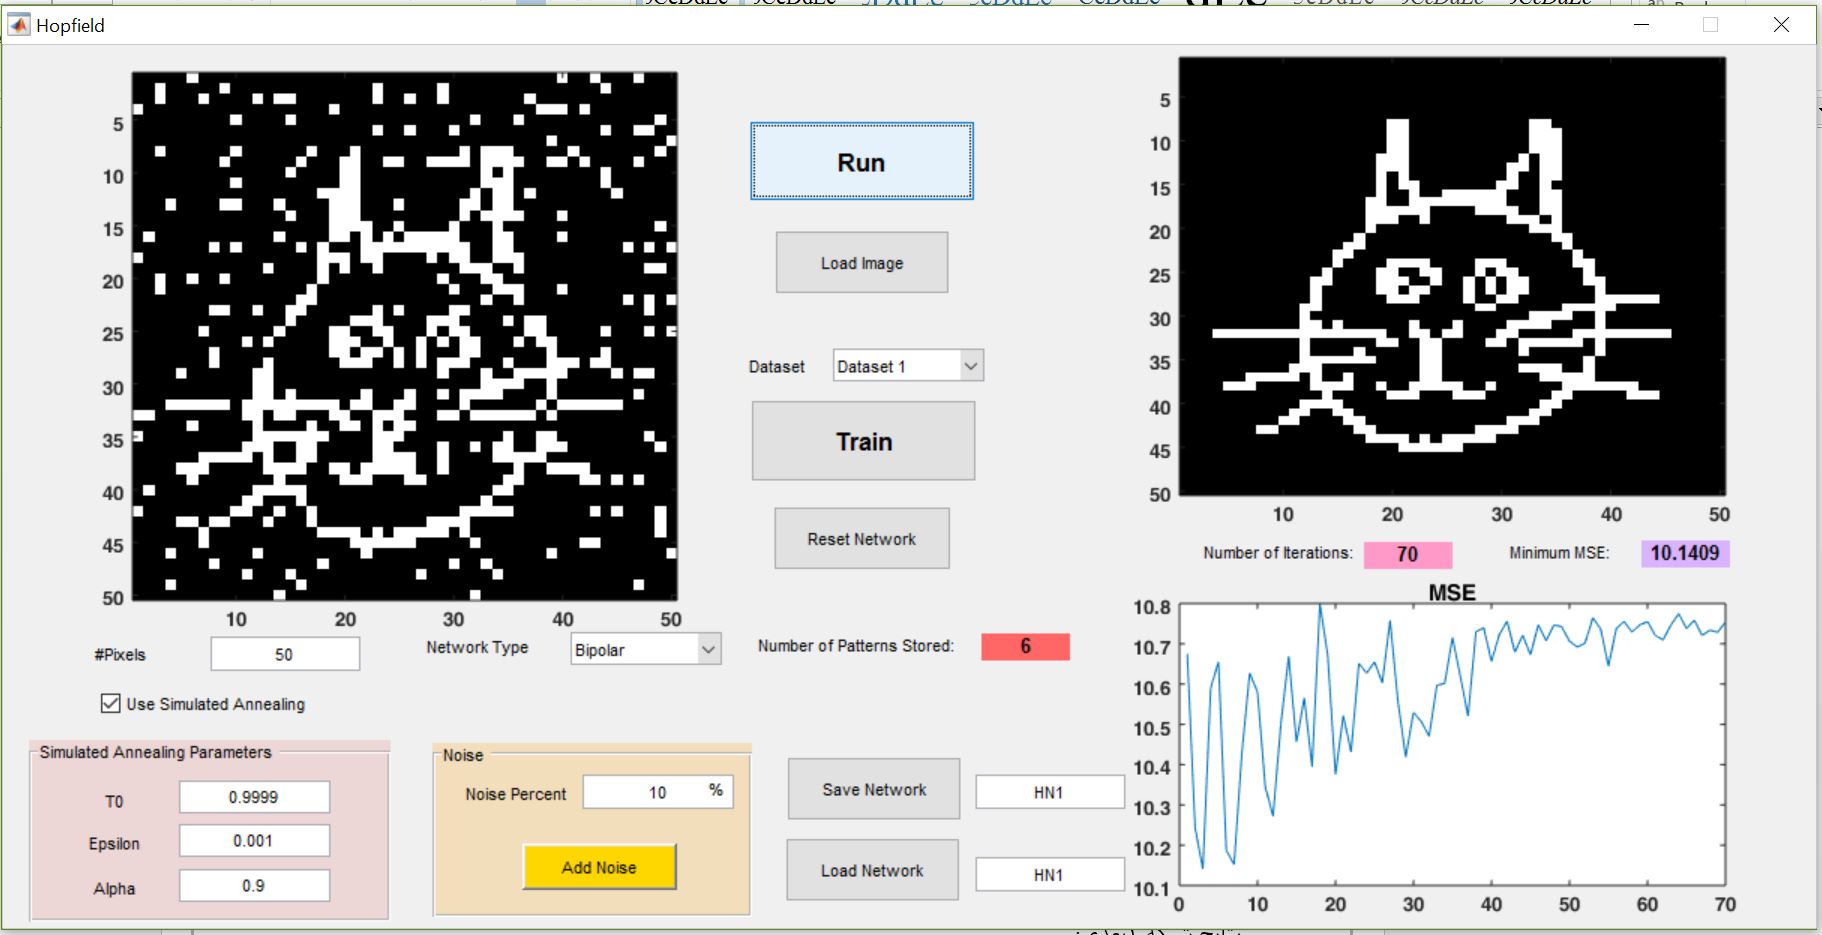 Hopfield
5
10
15
20
25
30
35
40
45
50
10 20 30 40 50
#Pixels 50
Network Type Bipolar
Use Simulated Annealing
Simulated Annealing Parameters
T0 0.9999
Epsilon 0.001
Alpha 0.9
Noise
Noise Percent 10 %
Add Noise
Run
Load Image
Dataset Dataset 1
Train
Reset Network
Number of Patterns Stored: 6
Save Network HN1
Load Network HN1
5
10
15
20
25
30
35
40
45
50
10 20 30 40 50
Number of Iterations: 70 Minimum MSE: 10.1409
MSE
10.8
10.7
10.6
10.5
10.4
10.3
10.2
10.1
0 10 20 30 40 50 60 70